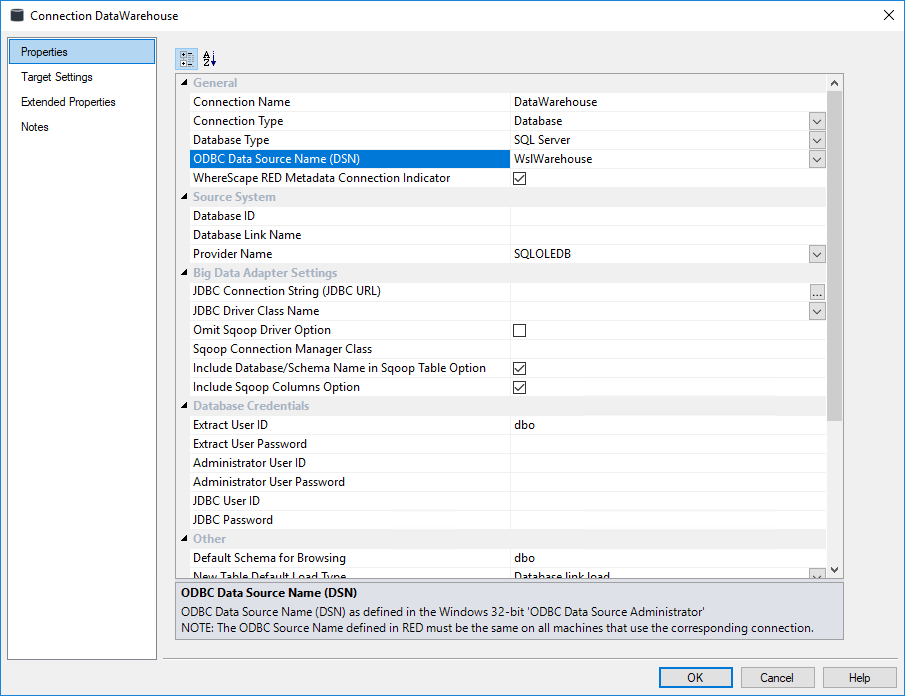 Connection DataWarehouse
Properties
Target Settings
Extended Properties
Notes
General
Connection Name DataWarehouse
Connection Type Database
Database Type SQL Server
ODBC Data Source Name (DSN) WslWarehouse
WhereScape RED Metadata Connection Indicator
Source System
Database ID
Database Link Name
Provider Name SQLOLEDB
Big Data Adapter Settings
JDBC Connection String (JDBC URL) ...
JDBC Driver Class Name
Omit Sqoop Driver Option
Sqoop Connection Manager Class
Include Database/Schema Name in Sqoop Table Option
Include Sqoop Columns Option
Database Credentials
Extract User ID dbo
Extract User Password
Administrator User ID
Administrator User Password
JDBC User ID
JDBC Password
Other
Default Schema for Browsing dbo
New Table Default Load Type Database link load
ODBC Data Source Name (DSN)
ODBC Data Source Name (DSN) as defined in the Windows 32-bit 'ODBC Data Source Administrator'
NOTE: The ODBC Source Name defined in RED must be the same on all machines that use the corresponding connection.
OK Cancel Help